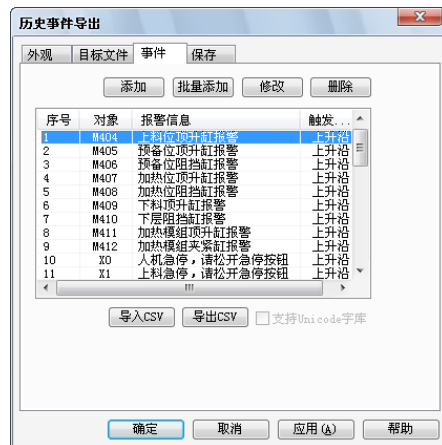 历史事件导出
外观 目标文件 事件 保存
添加 批量添加 修改 删除
序号 对象 报警信息 触发...
1 M404 上料位顶升缸报警 上升沿
2 M405 预备位顶升缸报警 上升沿
3 M406 预备位阻挡缸报警 上升沿
4 M407 加热位顶升缸报警 上升沿
5 M408 加热位阻挡缸报警 上升沿
6 M409 下料顶升缸报警 上升沿
7 M410 下层阻挡缸报警 上升沿
8 M411 加热模组顶升缸报警 上升沿
9 M412 加热模组夹紧缸报警 上升沿
10 X0 人机急停，请松开急停按钮 上升沿
11 X1 上料急停，请松开急停按钮 上升沿
导入CSV 导出CSV 支持Unicode字库
确定 取消 应用(A) 帮助